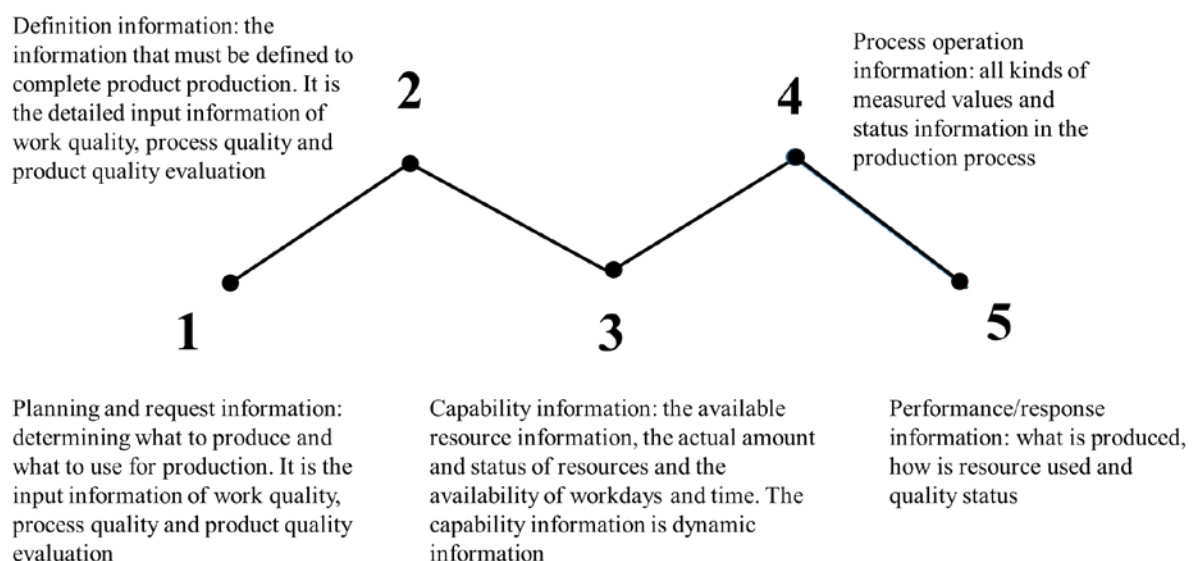 Definition information: the
information that must be defined to
complete product production. It is
the detailed input information of
work quality, process quality and
product quality evaluation
2
4
Process operation
information: all kinds of
measured values and
status information in the
production process
1
3
5
Planning and request information:
determining what to produce and
what to use for production. It is the
input information of work quality,
process quality and product quality
evaluation
Capability information: the available
resource information, the actual amount
and status of resources and the
availability of workdays and time. The
capability information is dynamic
information
Performance/response
information: what is produced,
how is resource used and
quality status